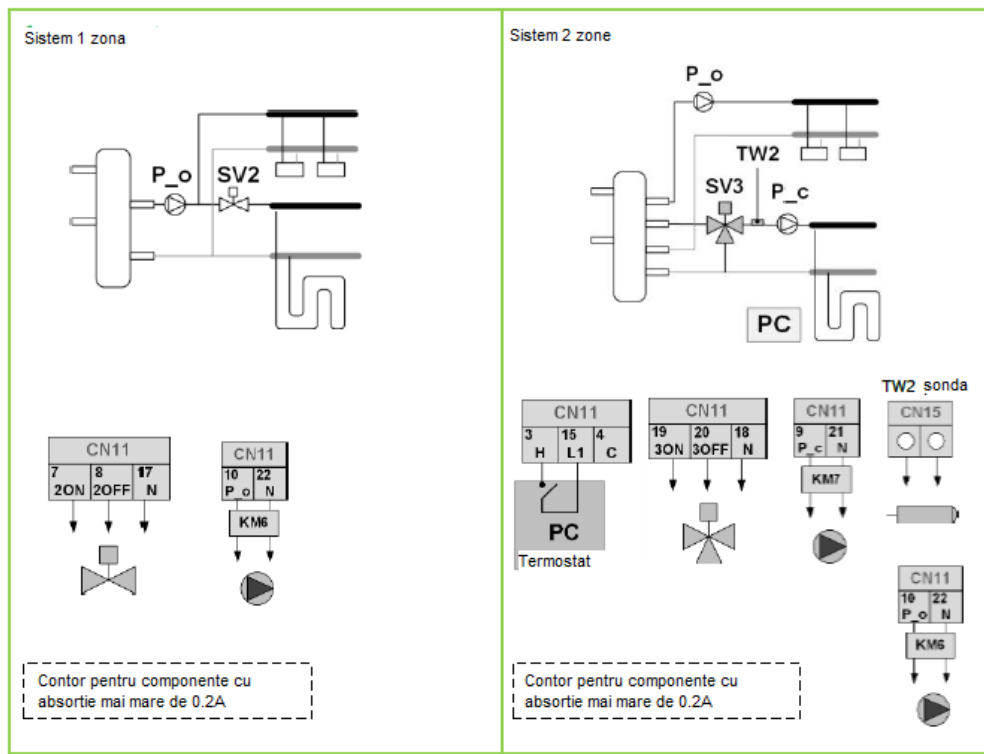 Sistem 1 zona
P_o
SV2
CN11
7 8 17
2ON 2OFF N
CN11
10 22
P_o N
KM6
Contor pentru componente cu
absortie mai mare de 0.2A
Sistem 2 zone
P_o
TW2
SV3
P_c
PC
CN11
3 15 4
H L1 C
PC
Termostat
CN11
19 20 18
3ON 3OFF N
CN11
9 21
P_c N
KM7
TW2 sonda
CN15
CN11
10 22
P_o N
KM6
Contor pentru componente cu
absortie mai mare de 0.2A